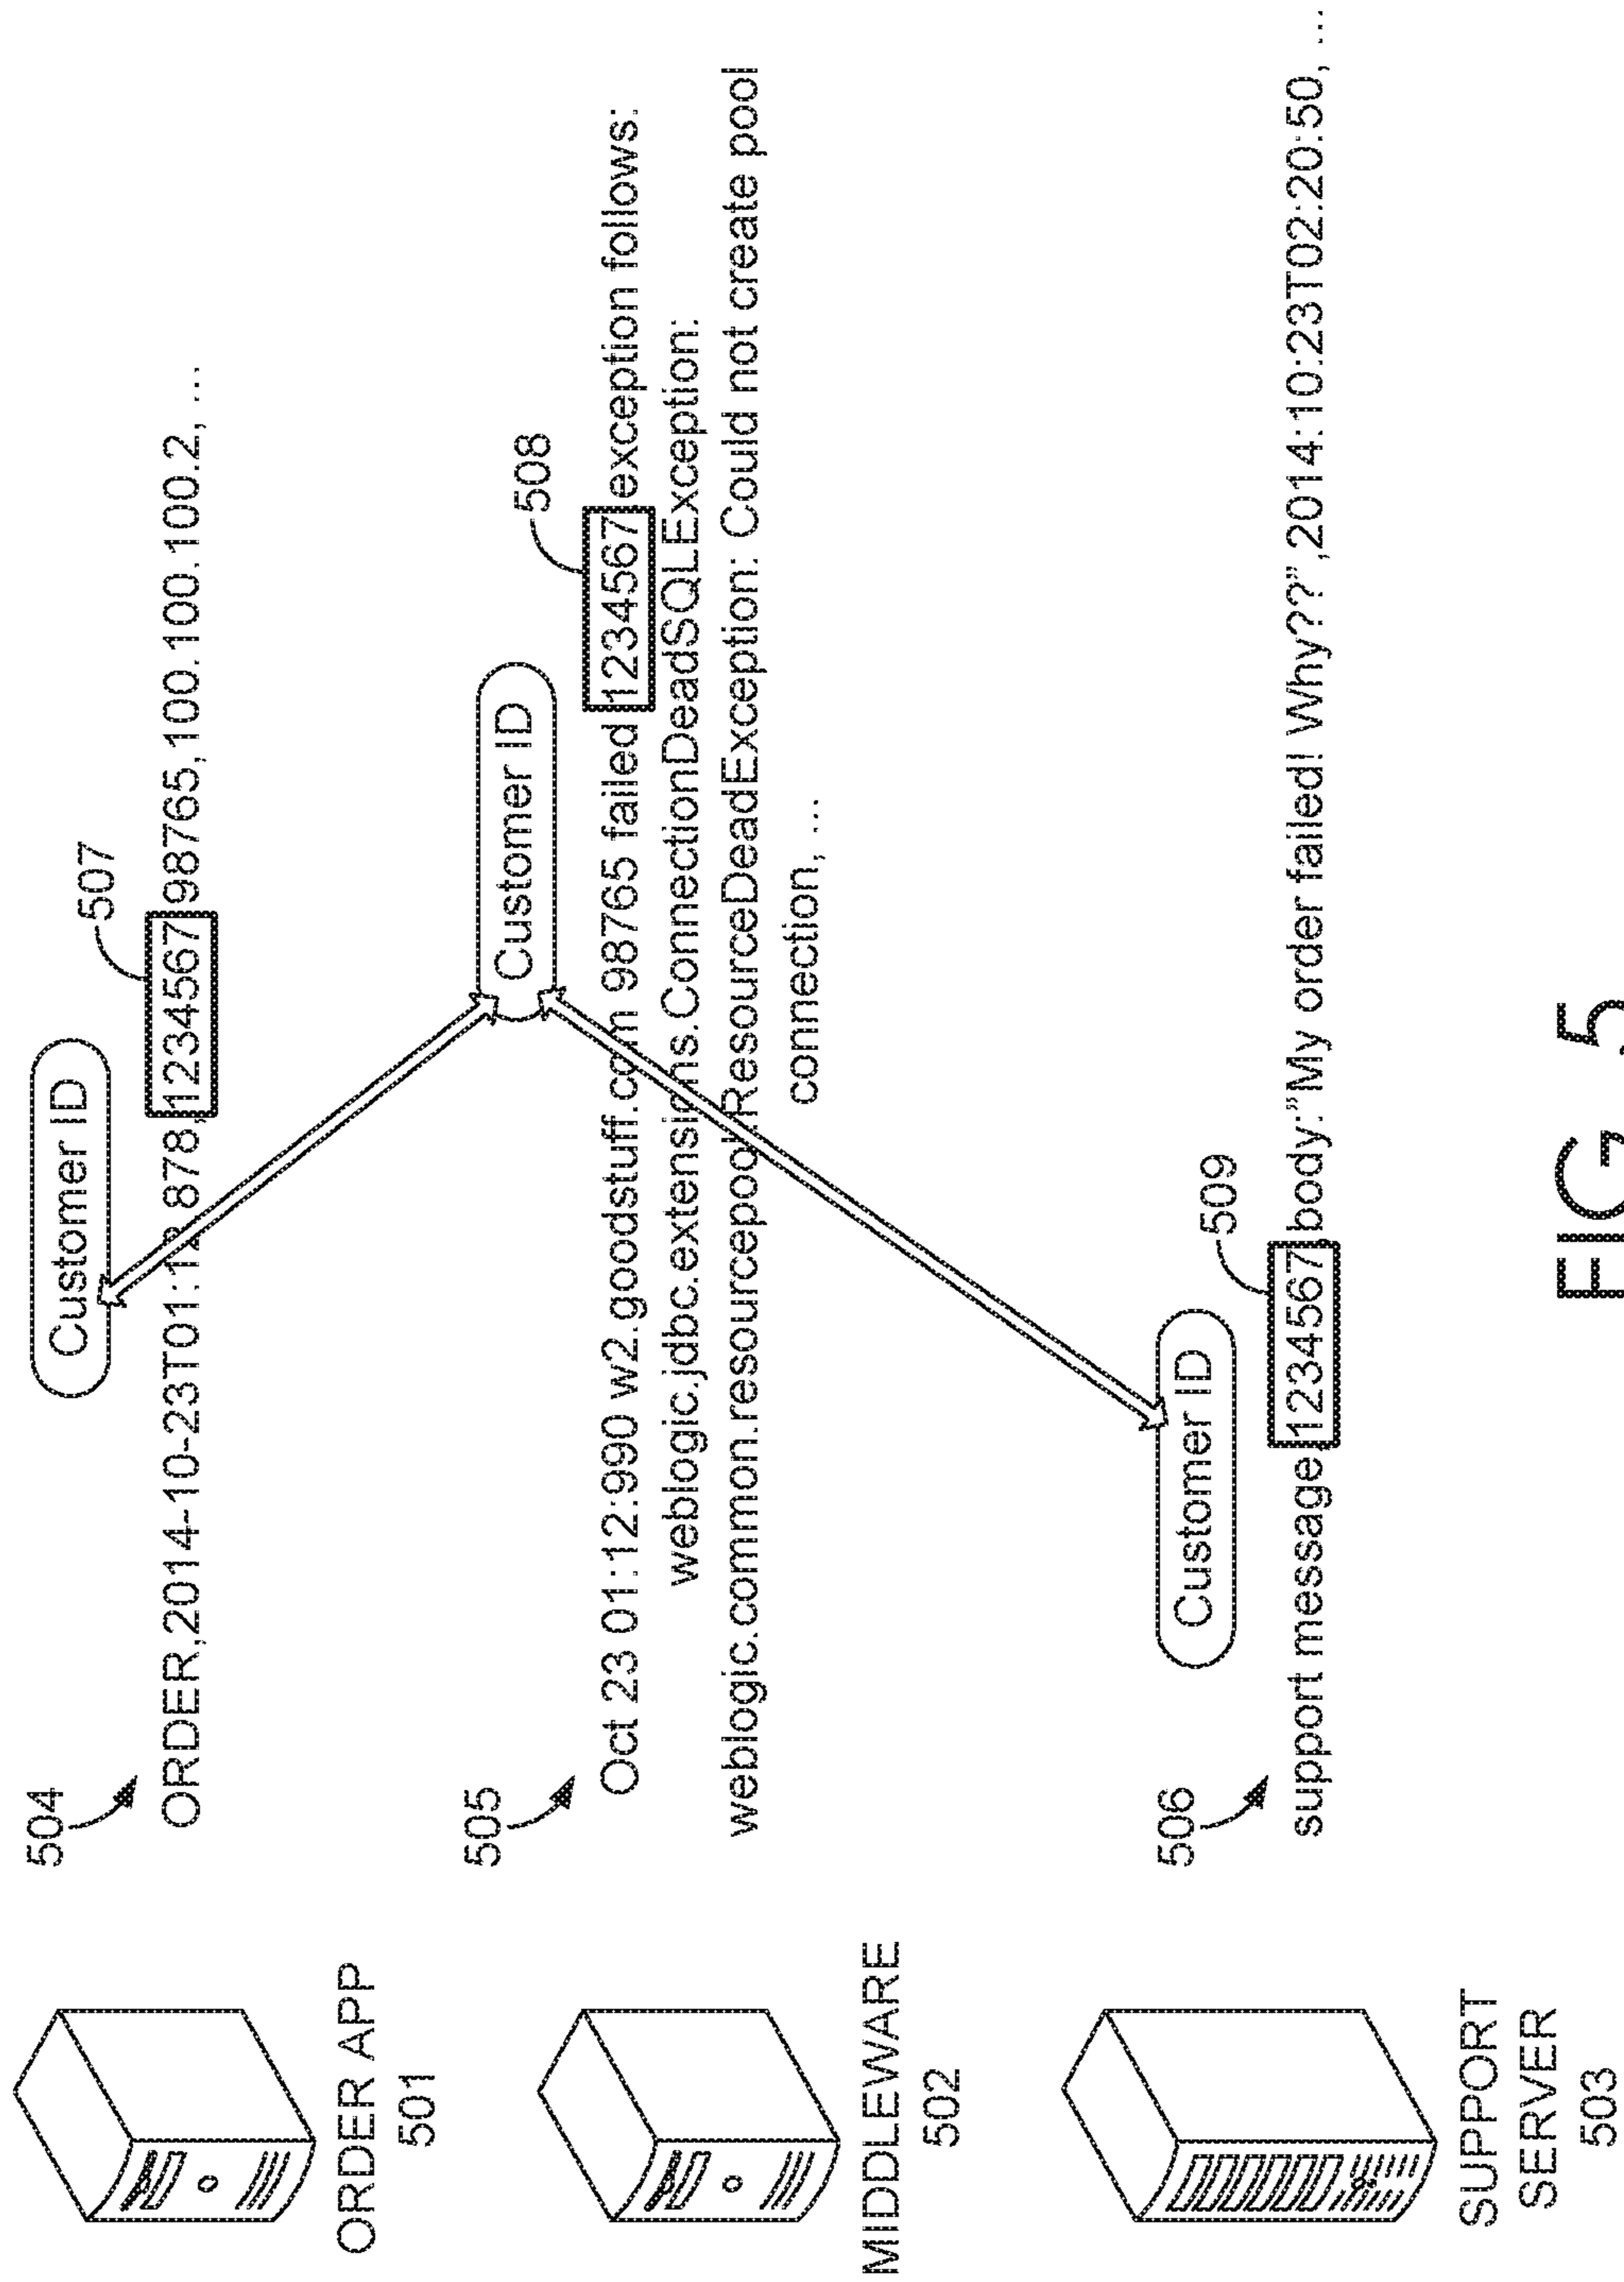 504
Customer ID
507
ORDER,2014-10-23T01:12:878,1234567,98765,100.100.100.2, ...
ORDER APP
501
505
Customer ID
508
Oct 23 01:12:990 w2.goodstuff.com 98765 failed 1234567 exception follows:
weblogic.jdbc.extensions.ConnectionDeadSQLException:
weblogic.common.resourcepool.ResourceDeadException: Could not create pool
connection, ...
MIDDLEWARE
502
506
Customer ID
509
support message,1234567,body:"My order failed! Why??",2014:10:23T02:20:50, ...
SUPPORT
SERVER
503
FIG. 5